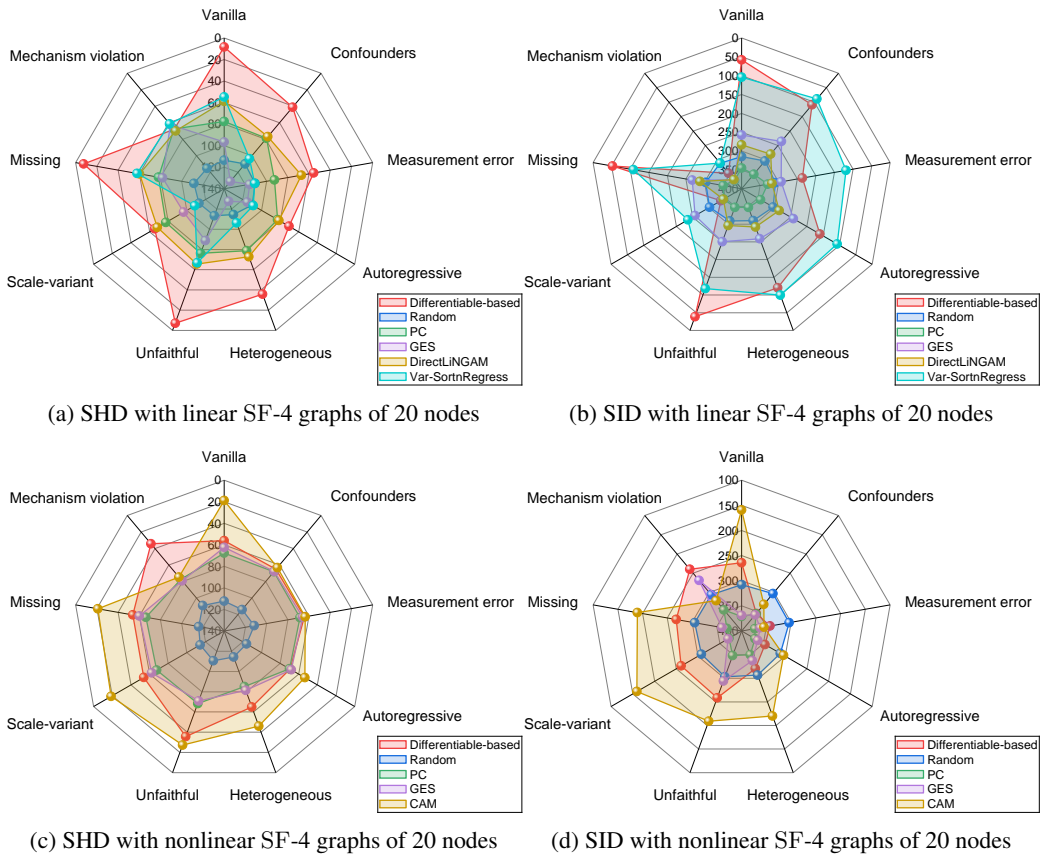 Vanilla
Confounders
Measurement error
Autoregressive
Heterogeneous
Unfaithful
Scale-variant
Missing
Mechanism violation
0
20
40
60
80
100
120
140
Differentiable-based
Random
PC
GES
DirectLiNGAM
Var-SortnRegress
(a) SHD with linear SF-4 graphs of 20 nodes
Vanilla
Confounders
Measurement error
Autoregressive
Heterogeneous
Unfaithful
Scale-variant
Missing
Mechanism violation
0
50
100
150
200
250
300
350
400
Differentiable-based
Random
PC
GES
DirectLiNGAM
Var-SortnRegress
(b) SID with linear SF-4 graphs of 20 nodes
Vanilla
Confounders
Measurement error
Autoregressive
Heterogeneous
Unfaithful
Scale-variant
Missing
Mechanism violation
0
20
40
60
80
100
120
140
Differentiable-based
Random
PC
GES
CAM
(c) SHD with nonlinear SF-4 graphs of 20 nodes
Vanilla
Confounders
Measurement error
Autoregressive
Heterogeneous
Unfaithful
Scale-variant
Missing
Mechanism violation
100
150
200
250
300
350
400
Differentiable-based
Random
PC
GES
CAM
(d) SID with nonlinear SF-4 graphs of 20 nodes